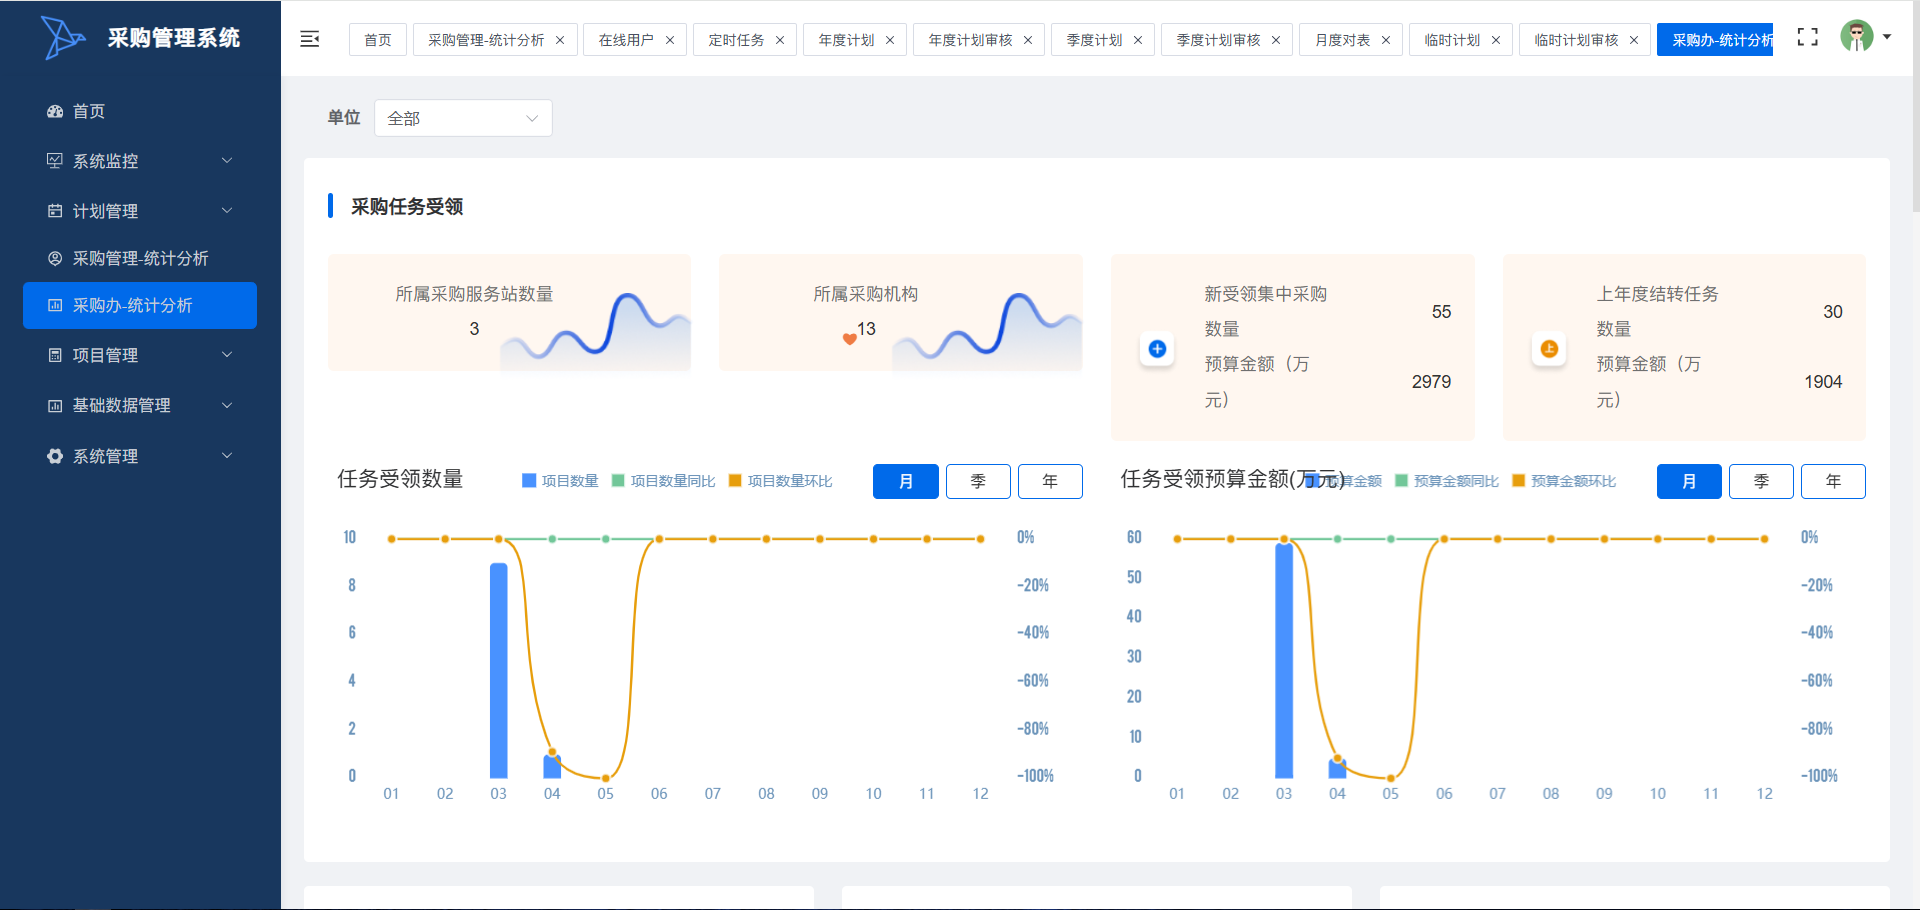 采购管理系统
首页
采购管理-统计分析
在线用户
定时任务
年度计划
年度计划审核
季度计划
季度计划审核
月度对表
临时计划
临时计划审核
采购办-统计分析
首页
系统监控
计划管理
采购管理-统计分析
采购办-统计分析
项目管理
基础数据管理
系统管理
单位 全部
采购任务受领
所属采购服务站数量
3
所属采购机构
13
新受领集中采购
数量
55
预算金额（万
元）
2979
上
上年度结转任务
数量
30
预算金额（万
元）
1904
任务受领数量
项目数量 项目数量同比 项目数量环比
月 季 年
10
8
6
4
2
0
0%
-20%
-40%
-60%
-80%
-100%
01 02 03 04 05 06 07 08 09 10 11 12
任务受领预算金额(万元)
预算金额 预算金额同比 预算金额环比
月 季 年
60
50
40
30
20
10
0
0%
-20%
-40%
-60%
-80%
-100%
01 02 03 04 05 06 07 08 09 10 11 12